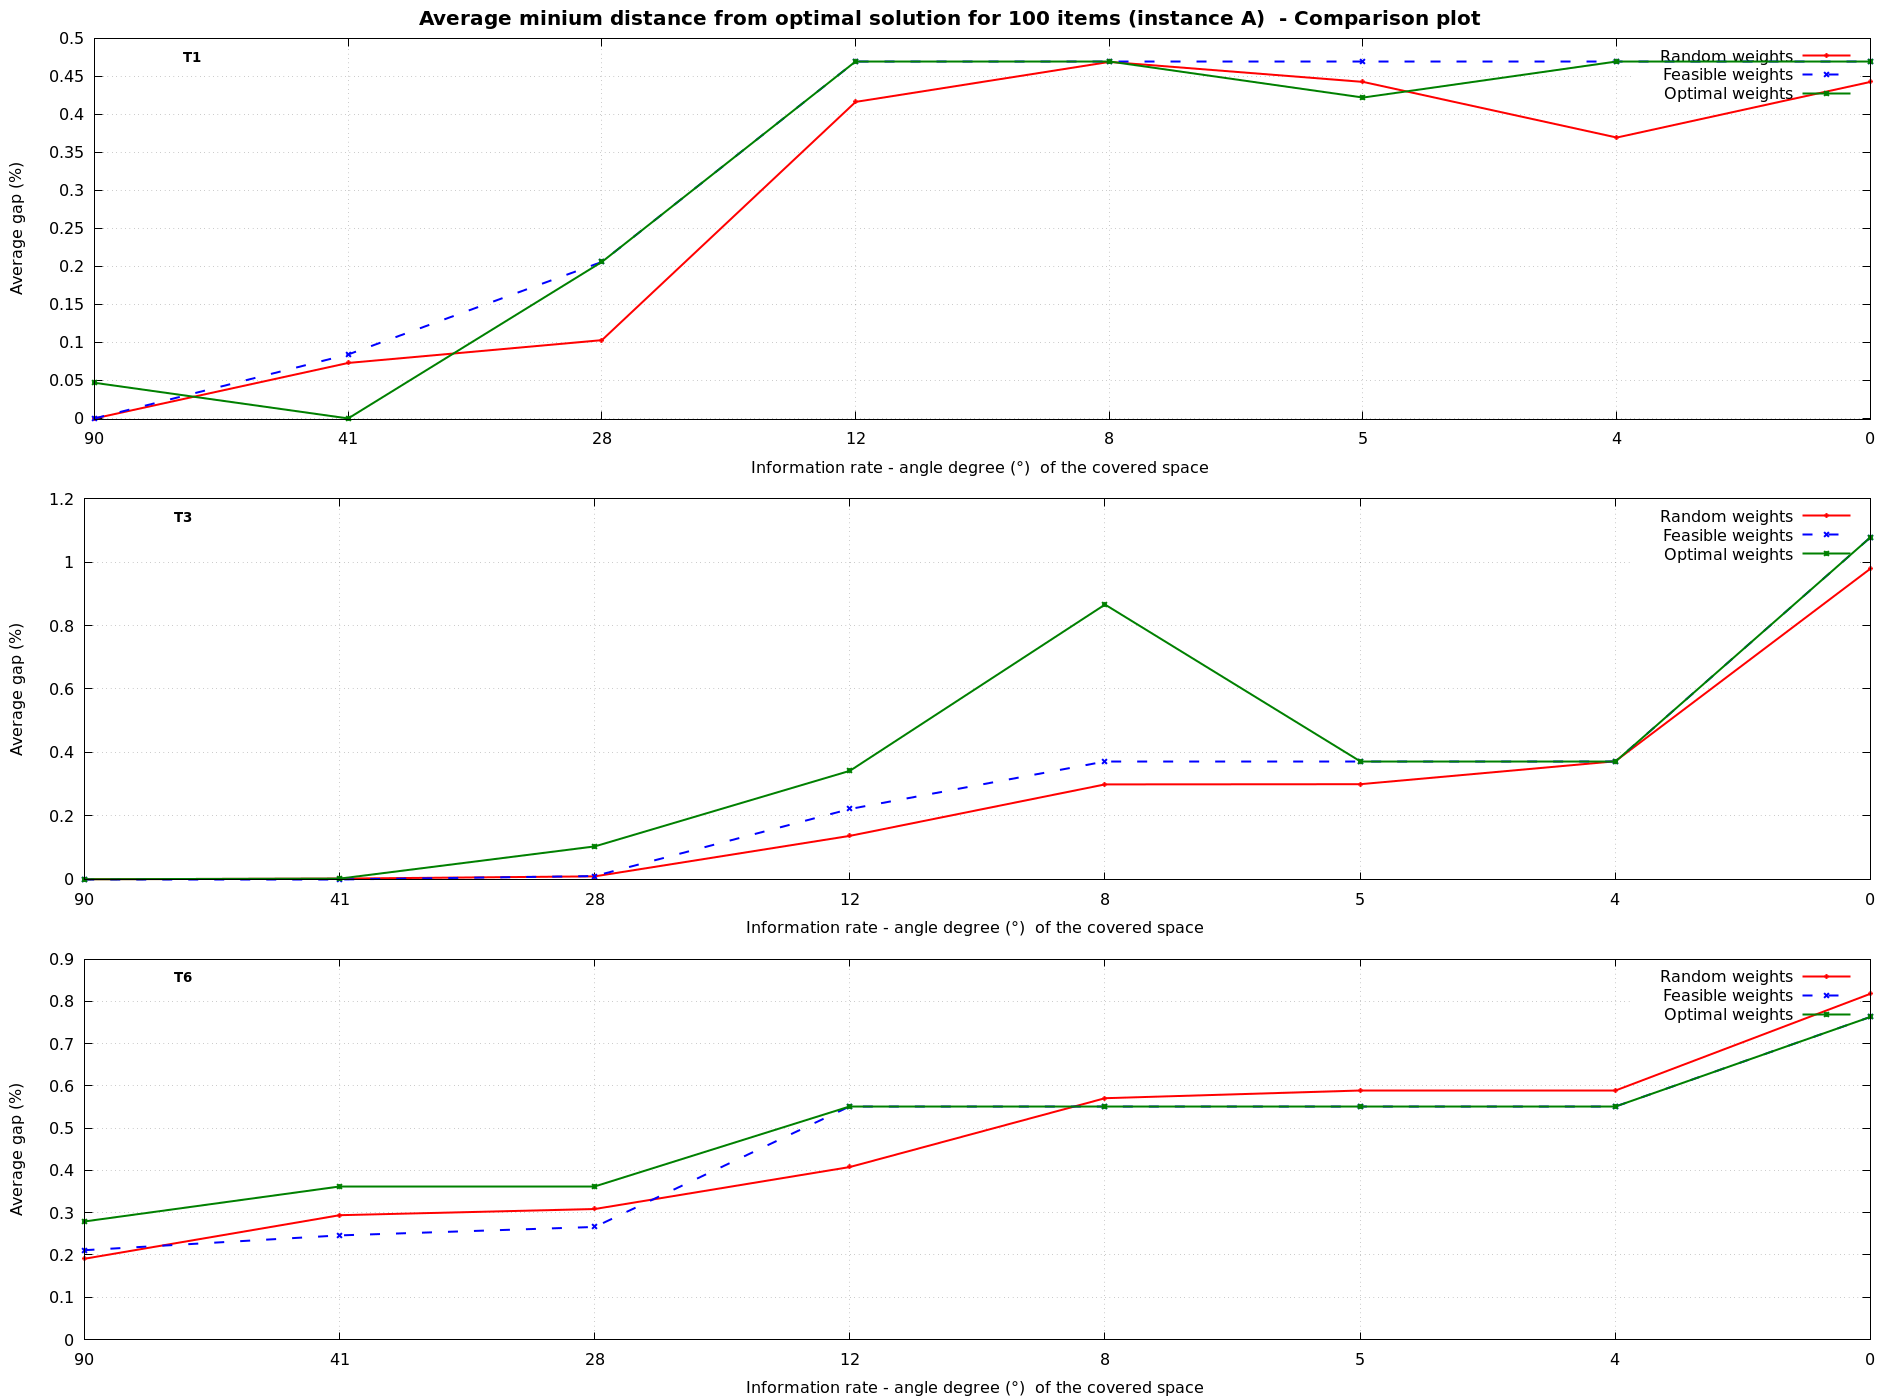 Average minium distance from optimal solution for 100 items (instance A)  - Comparison plot
T1
Random weights
Feasible weights
Optimal weights
0.5
0.45
0.4
0.35
0.3
0.25
0.2
0.15
0.1
0.05
0
Average gap (%)
90 41 28 12 8 5 4 0
Information rate - angle degree (°)  of the covered space
T3
Random weights
Feasible weights
Optimal weights
1.2
1
0.8
0.6
0.4
0.2
0
Average gap (%)
90 41 28 12 8 5 4 0
Information rate - angle degree (°)  of the covered space
T6
Random weights
Feasible weights
Optimal weights
0.9
0.8
0.7
0.6
0.5
0.4
0.3
0.2
0.1
0
Average gap (%)
90 41 28 12 8 5 4 0
Information rate - angle degree (°)  of the covered space